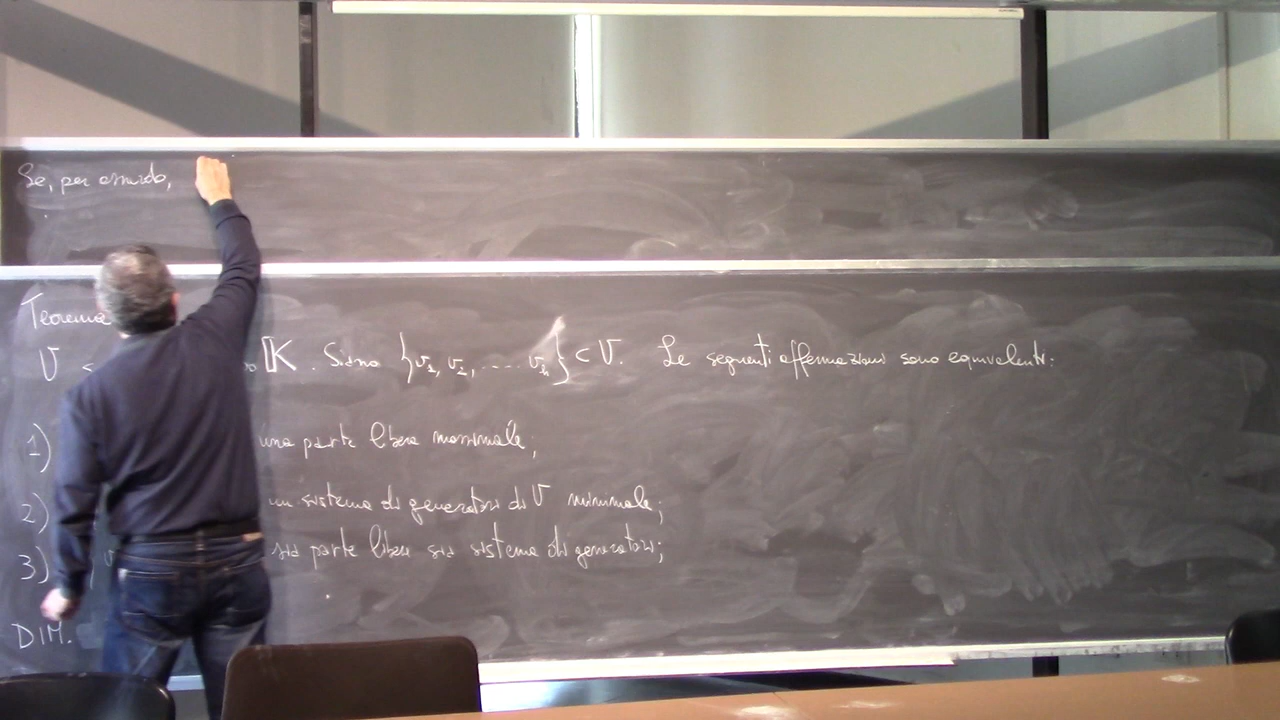 Se, per assurdo,
Teorema
V K. Siano {v₁, v₂, .... vₙ} ⊂ V. Le seguenti affermazioni sono equivalenti:
1) una parte libera massimale;
2) un sistema di generatori di V minimale;
3) sia parte libera sia sistema di generatori;
DIM.